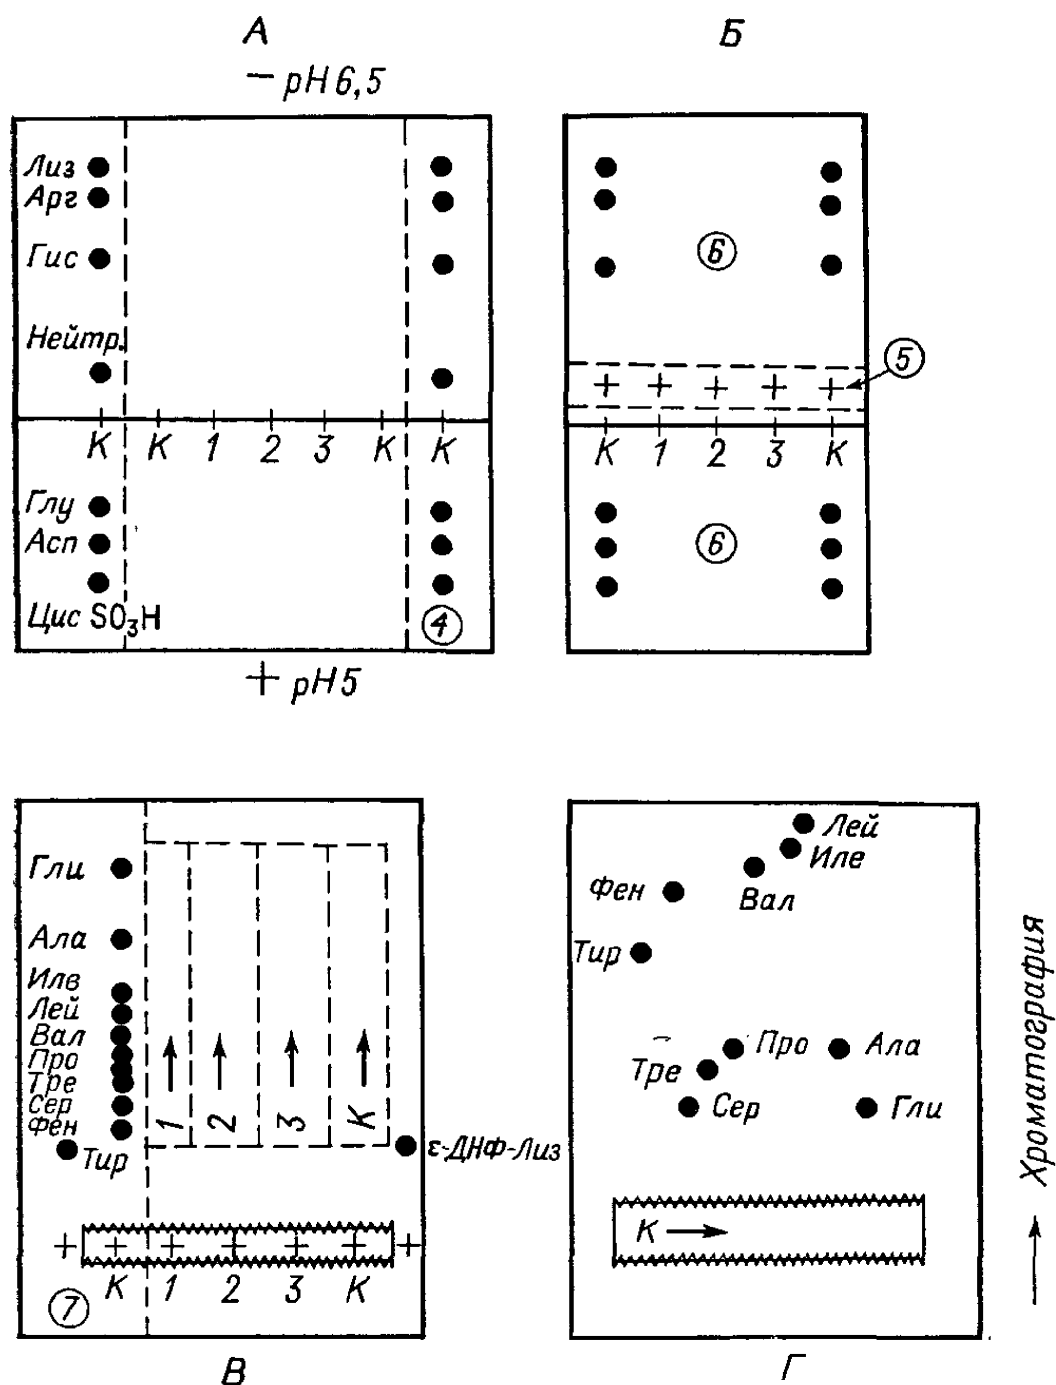 А
− pH 6,5
Лиз
Арг
Гис
Нейтр.
К К 1 2 3 К К
Глу
Асп
Цис SO₃H
4
+ pH 5
Б
6
+ + + + +
5
К 1 2 3 К
6
Гли
Ала
Иле
Лей
Вал
Про
Тре
Сер
Фен
Тир
1 2 3 К
ε-ДНФ-Лиз
+ + + + + + +
К 1 2 3 К
7
В
Лей
Иле
Вал
Фен
Тир
Про
Ала
Тре
Сер
Гли
К
Г
Хроматография